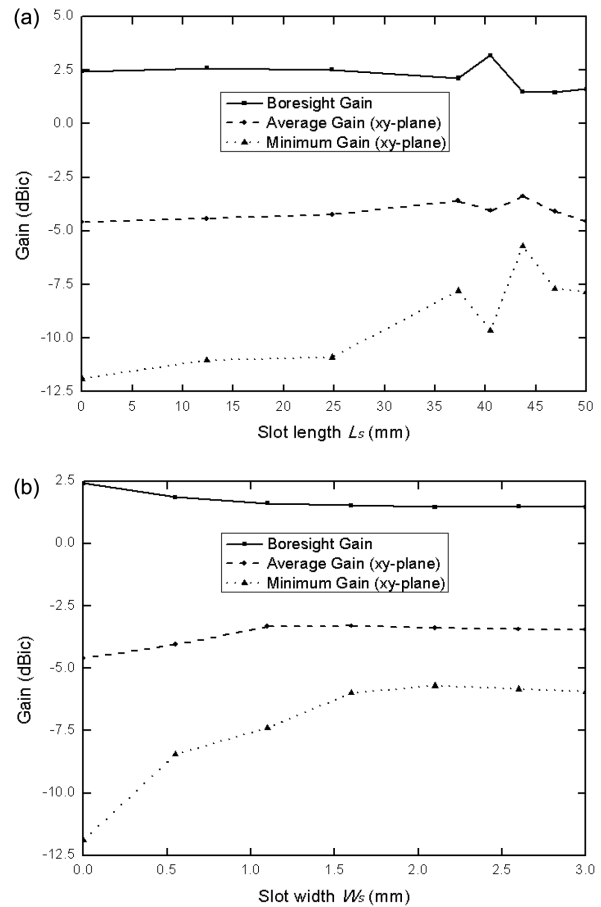 (a)
5.0
2.5
0.0
-2.5
-5.0
-7.5
-10.0
-12.5
Gain (dBic)
Boresight Gain
Average Gain (xy-plane)
Minimum Gain (xy-plane)
0 5 10 15 20 25 30 35 40 45 50
Slot length Ls (mm)
(b)
2.5
0.0
-2.5
-5.0
-7.5
-10.0
-12.5
Gain (dBic)
Boresight Gain
Average Gain (xy-plane)
Minimum Gain (xy-plane)
0.0 0.5 1.0 1.5 2.0 2.5 3.0
Slot width Ws (mm)